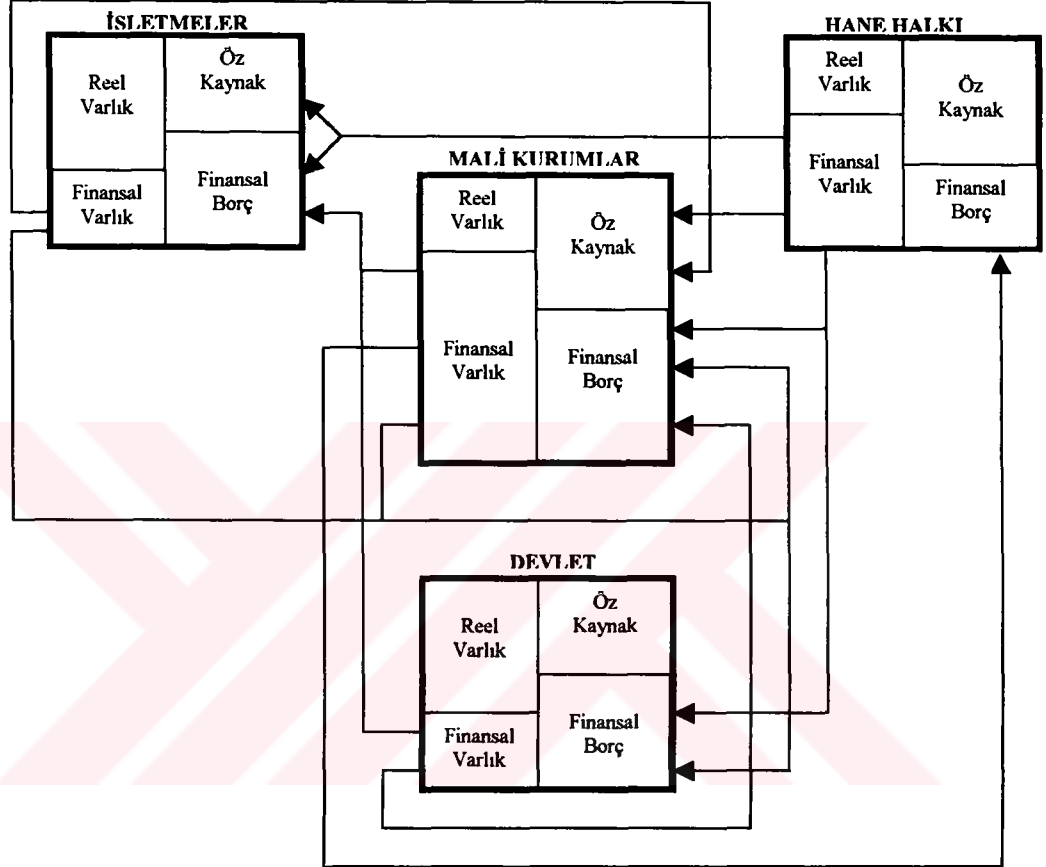 İŞLETMELER
Reel
Varlık
Öz
Kaynak
Finansal
Varlık
Finansal
Borç
HANE HALKI
Reel
Varlık
Öz
Kaynak
Finansal
Varlık
Finansal
Borç
MALİ KURUMLAR
Reel
Varlık
Öz
Kaynak
Finansal
Varlık
Finansal
Borç
DEVLET
Reel
Varlık
Öz
Kaynak
Finansal
Varlık
Finansal
Borç